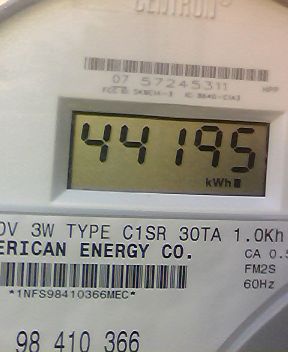 CENTRON
07 57245311
44195
kWh
0V 3W TYPE C1SR 30TA 1.0Kh
ERICAN ENERGY CO.
CA 0.5
*1NFS98410366MEC*
FM2S
60Hz
98 410 366